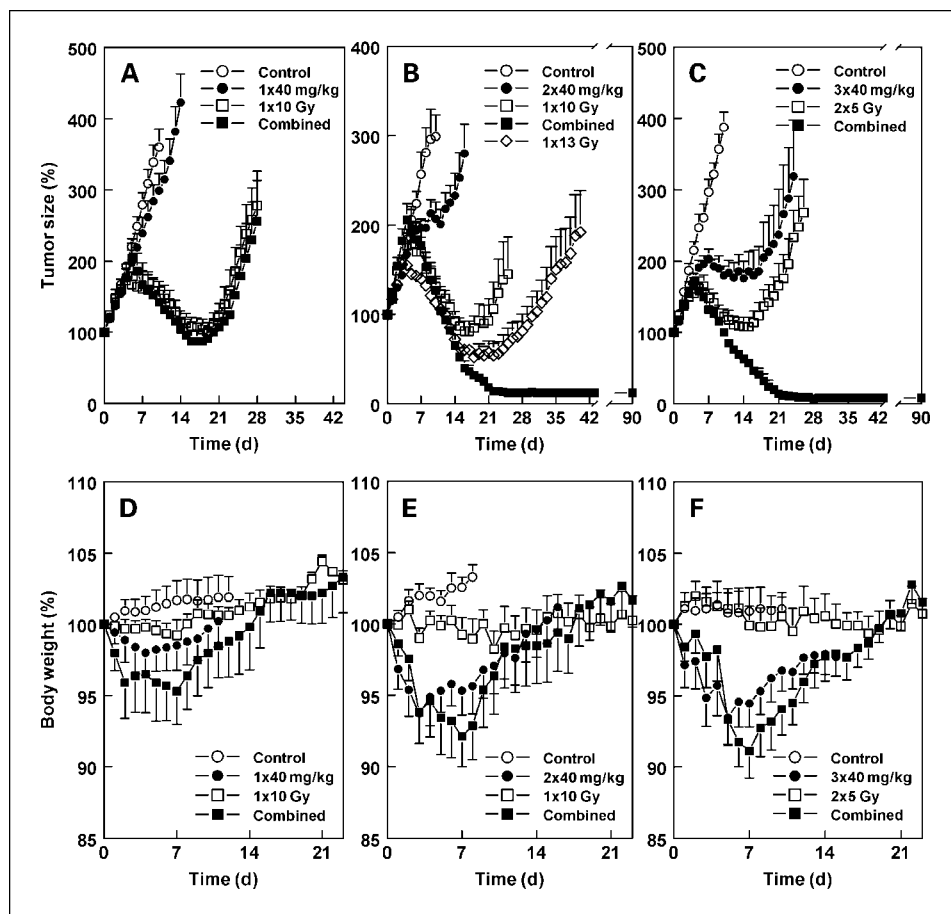 A
Control
1x40 mg/kg
1x10 Gy
Combined
500
400
300
200
100
0
Tumor size (%)
0 7 14 21 28 35 42
Time (d)
B
Control
2x40 mg/kg
1x10 Gy
Combined
1x13 Gy
400
300
200
100
0
0 7 14 21 28 35 42 90
Time (d)
C
Control
3x40 mg/kg
2x5 Gy
Combined
500
400
300
200
100
0
0 7 14 21 28 35 42 90
Time (d)
D
110
105
100
95
90
85
Body weight (%)
Control
1x40 mg/kg
1x10 Gy
Combined
0 7 14 21
Time (d)
E
110
105
100
95
90
85
Control
2x40 mg/kg
1x10 Gy
Combined
0 7 14 21
Time (d)
F
110
105
100
95
90
85
Control
3x40 mg/kg
2x5 Gy
Combined
0 7 14 21
Time (d)